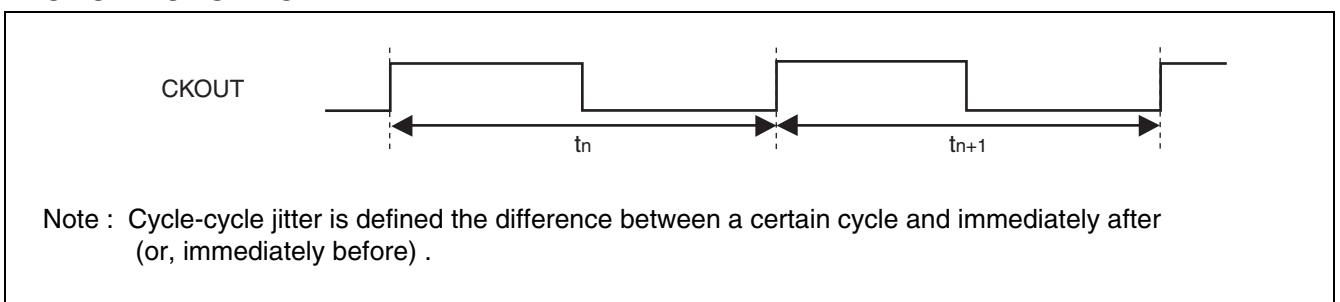 CKOUT
tn
tn+1
Note : Cycle-cycle jitter is defined the difference between a certain cycle and immediately after
(or, immediately before) .